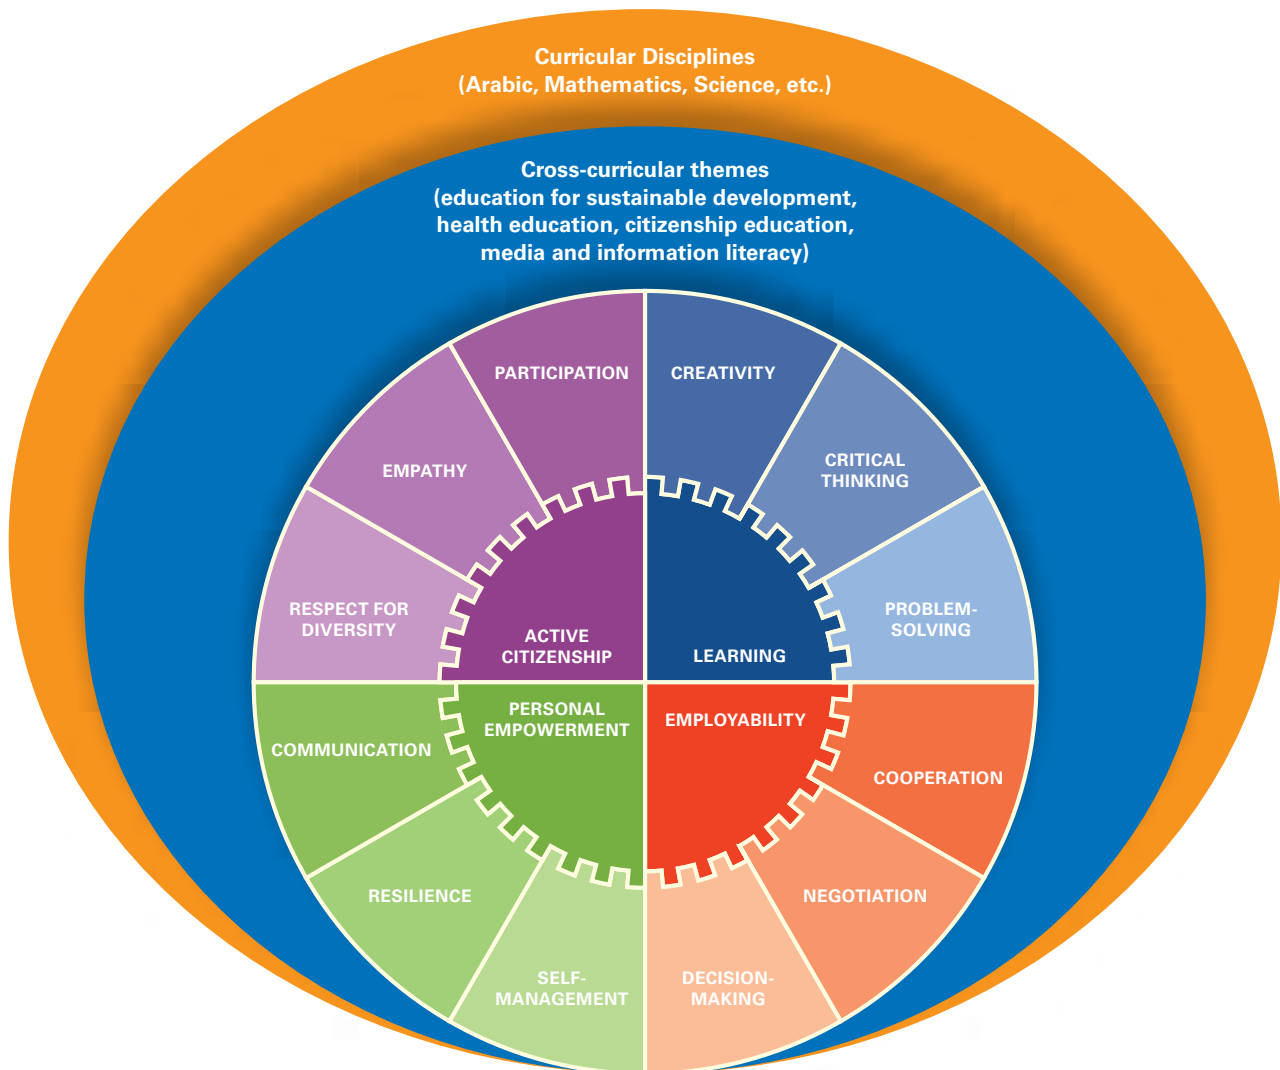 Curricular Disciplines
(Arabic, Mathematics, Science, etc.)
Cross-curricular themes
(education for sustainable development,
health education, citizenship education,
media and information literacy)
PARTICIPATION
CREATIVITY
EMPATHY
CRITICAL
THINKING
RESPECT FOR
DIVERSITY
PROBLEM-
SOLVING
ACTIVE
CITIZENSHIP
LEARNING
PERSONAL
EMPOWERMENT
EMPLOYABILITY
COMMUNICATION
COOPERATION
RESILIENCE
NEGOTIATION
SELF-
MANAGEMENT
DECISION-
MAKING